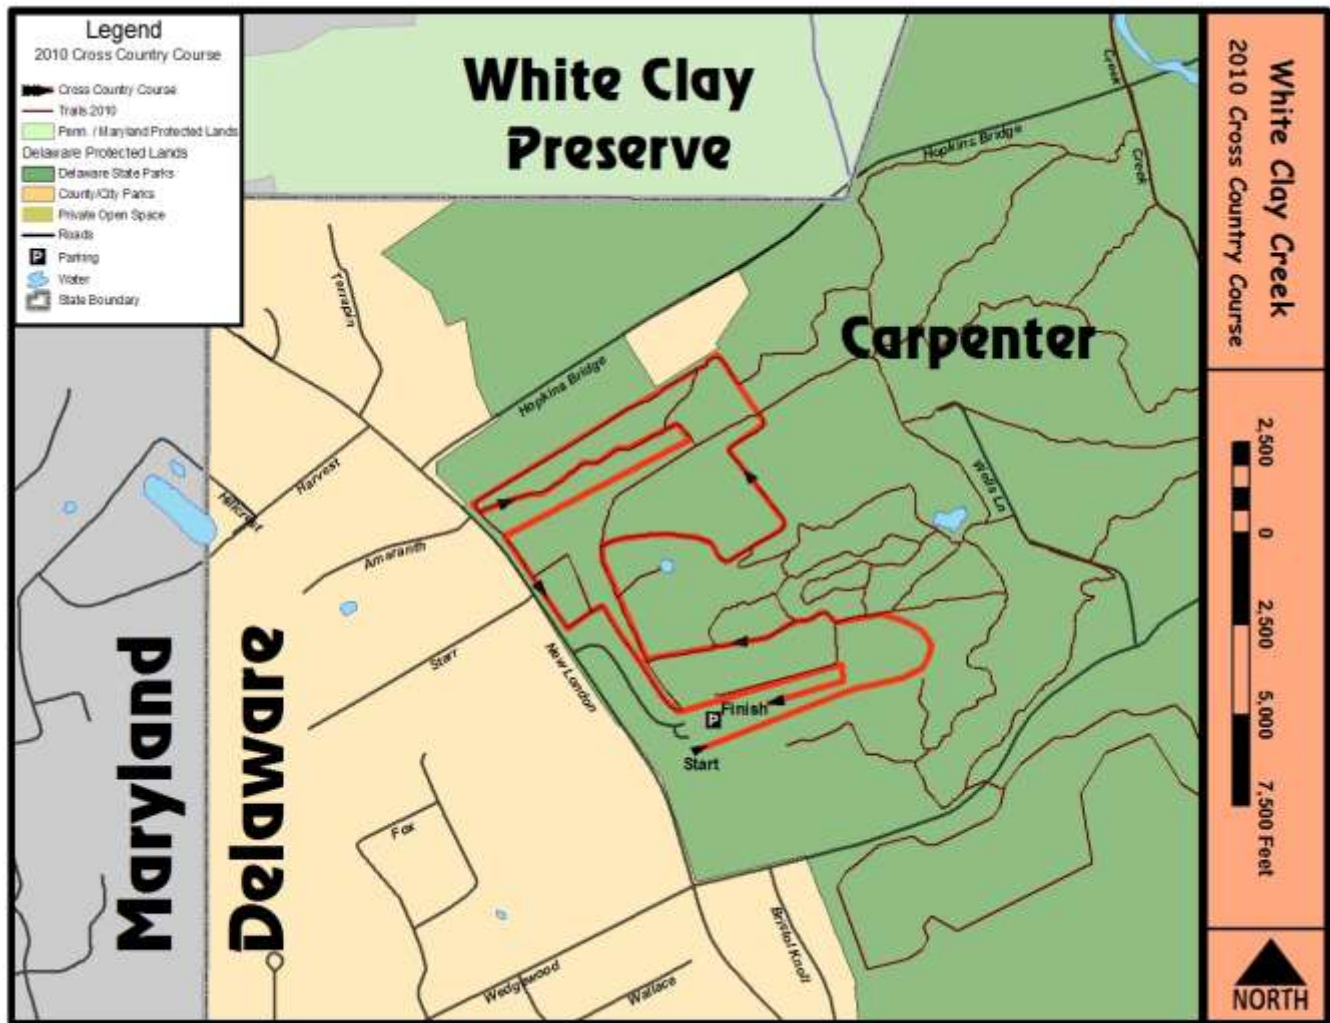 Legend
2010 Cross Country Course
Cross Country Course
Trails 2010
Penn. / Maryland Protected Lands
Delaware Protected Lands
Delaware State Parks
County/City Parks
Private Open Space
Roads
Parking
Water
State Boundary
White Clay
Preserve
Carpenter
Maryland
Delaware
Hopkins Bridge
Creek
Creek
Terrapin
Hopkins Bridge
Harvest
Hillcrest
Amaranth
Starr
New London
Wells Ln
P
Finish
Start
Fox
Wedgewood
Wallace
Bristol Knoll
White Clay Creek
2010 Cross Country Course
2,500
0
2,500
5,000
7,500 Feet
NORTH